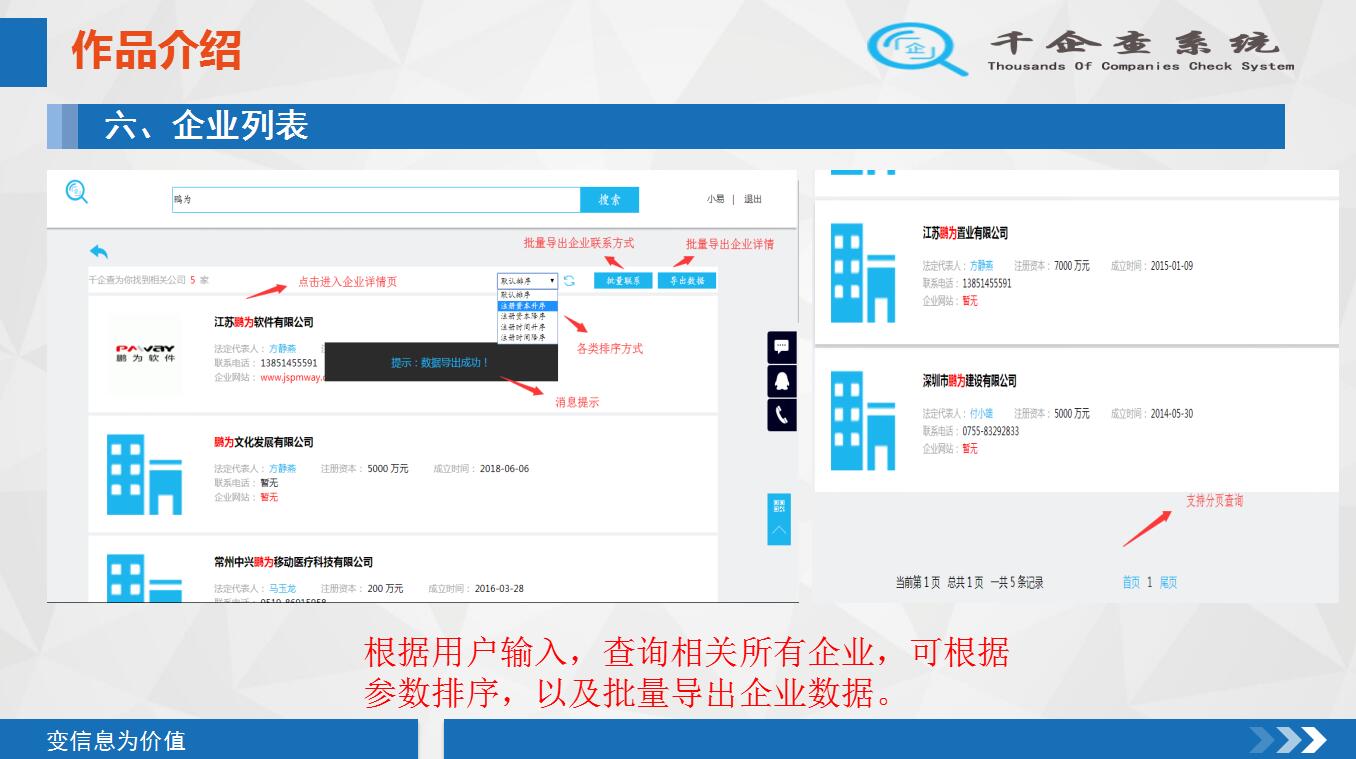 作品介绍
千企查系统
Thousands Of Companies Check System
六、企业列表
鹏为
搜索
小易 | 退出
批量导出企业联系方式
批量导出企业详情
千企查为你找到相关公司 5 家
点击进入企业详情页
默认排序
批量联系
导出数据
默认排序
注册资本升序
注册资本降序
注册时间升序
注册时间降序
各类排序方式
江苏鹏为软件有限公司
法定代表人： 方静燕
联系电话： 13851455591
企业网站： www.jspmway.
鹏为软件
提示：数据导出成功！
消息提示
鹏为文化发展有限公司
法定代表人： 方静燕 注册资本： 5000 万元 成立时间： 2018-06-06
联系电话： 暂无
企业网站： 暂无
常州中兴鹏为移动医疗科技有限公司
法定代表人： 马玉龙 注册资本： 200 万元 成立时间： 2016-03-28
江苏鹏为置业有限公司
法定代表人： 方静燕 注册资本： 7000 万元 成立时间： 2015-01-09
联系电话： 13851455591
企业网站： 暂无
深圳市鹏为建设有限公司
法定代表人： 付小雄 注册资本： 5000 万元 成立时间： 2014-05-30
联系电话： 0755-83292833
企业网站： 暂无
支持分页查询
当前第 1 页 总共 1 页 一共 5 条记录 首页 1 尾页
根据用户输入，查询相关所有企业，可根据
参数排序，以及批量导出企业数据。
变信息为价值